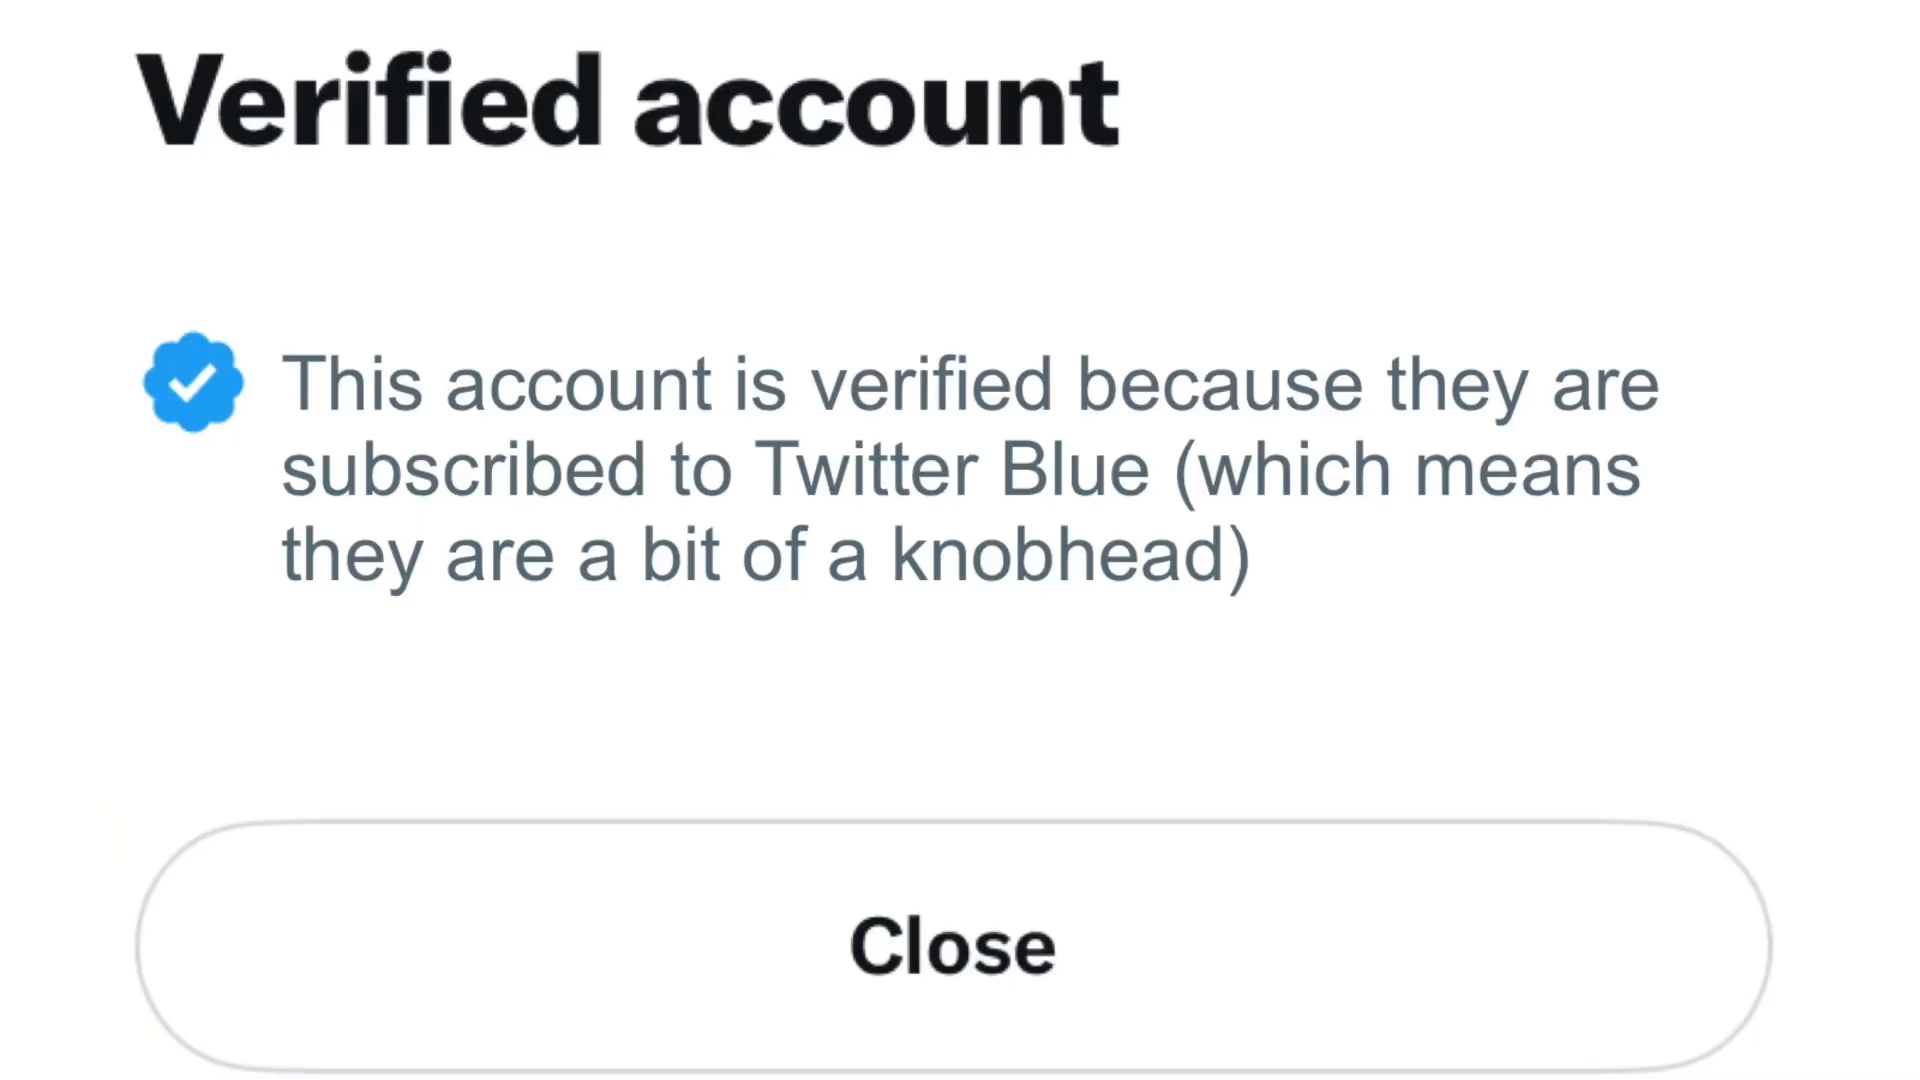 Verified account
This account is verified because they are
subscribed to Twitter Blue (which means
they are a bit of a knobhead)
Close